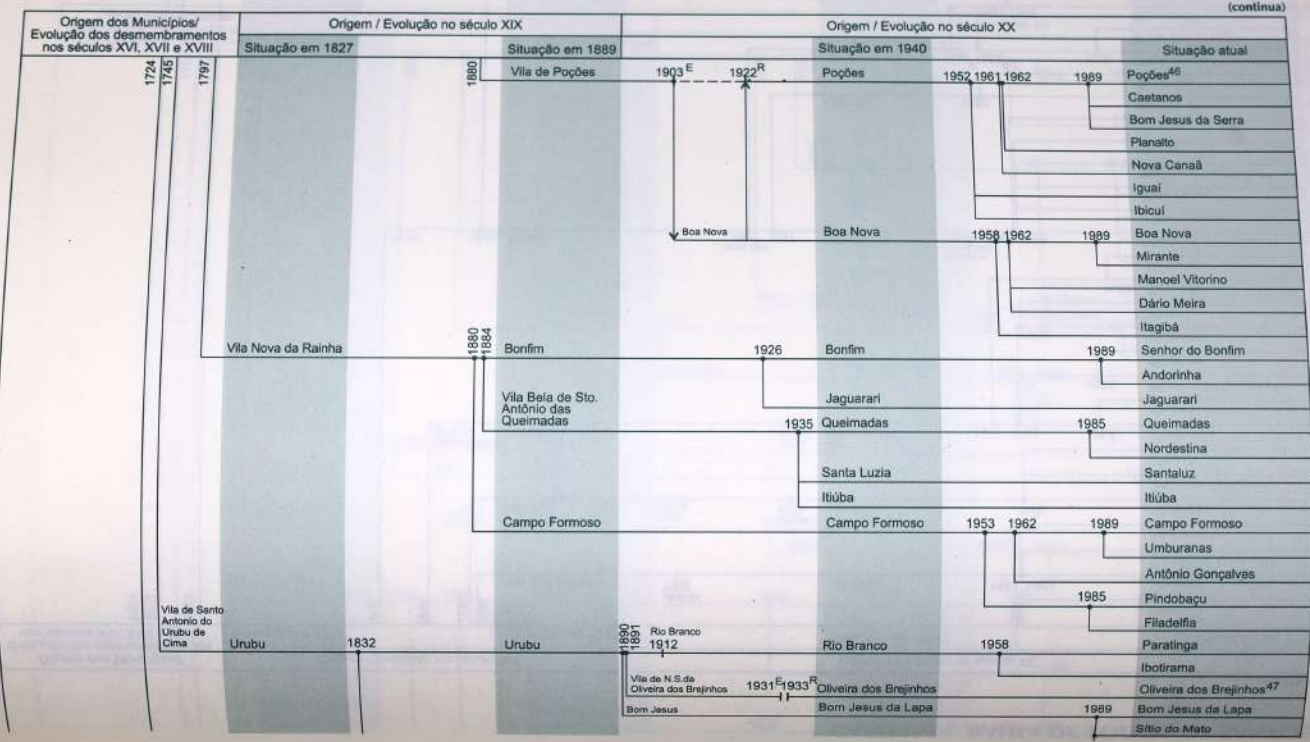 (continua)
Origem dos Municípios/
Evolução dos desmembramentos
nos séculos XVI, XVII e XVIII
Origem / Evolução no século XIX
Origem / Evolução no século XX
Situação em 1827
Situação em 1889
Situação em 1940
Situação atual
1724
1745
1797
1880
Vila de Poções
1903 E
1922 R
Poções
1952 1961 1962
1989
Poções46
Caetanos
Bom Jesus da Serra
Planalto
Nova Canaã
Iguaí
Ibicuí
Boa Nova
Boa Nova
1958 1962
1989
Boa Nova
Mirante
Manoel Vitorino
Dário Meira
Itagibá
Vila Nova da Rainha
1880
1884
Bonfim
1926
Bonfim
1989
Senhor do Bonfim
Andorinha
Jaguarari
Jaguarari
Vila Bela de Sto.
Antônio das
Queimadas
1935
Queimadas
1985
Queimadas
Nordestina
Santa Luzia
Santaluz
Itiúba
Itiúba
Campo Formoso
Campo Formoso
1953 1962
1989
Campo Formoso
Umburanas
Antônio Gonçalves
1985
Pindobaçu
Filadelfia
Vila de Santo
Antonio do
Urubu de
Cima
Urubu
1832
Urubu
1890
1891
Rio Branco
1912
Rio Branco
1958
Paratinga
Ibotirama
Vila de N.S.da
Oliveira dos Brejinhos
1931 E 1933 R
Oliveira dos Brejinhos
Oliveira dos Brejinhos47
Bom Jesus
Bom Jesus da Lapa
1989
Bom Jesus da Lapa
Sítio do Mato